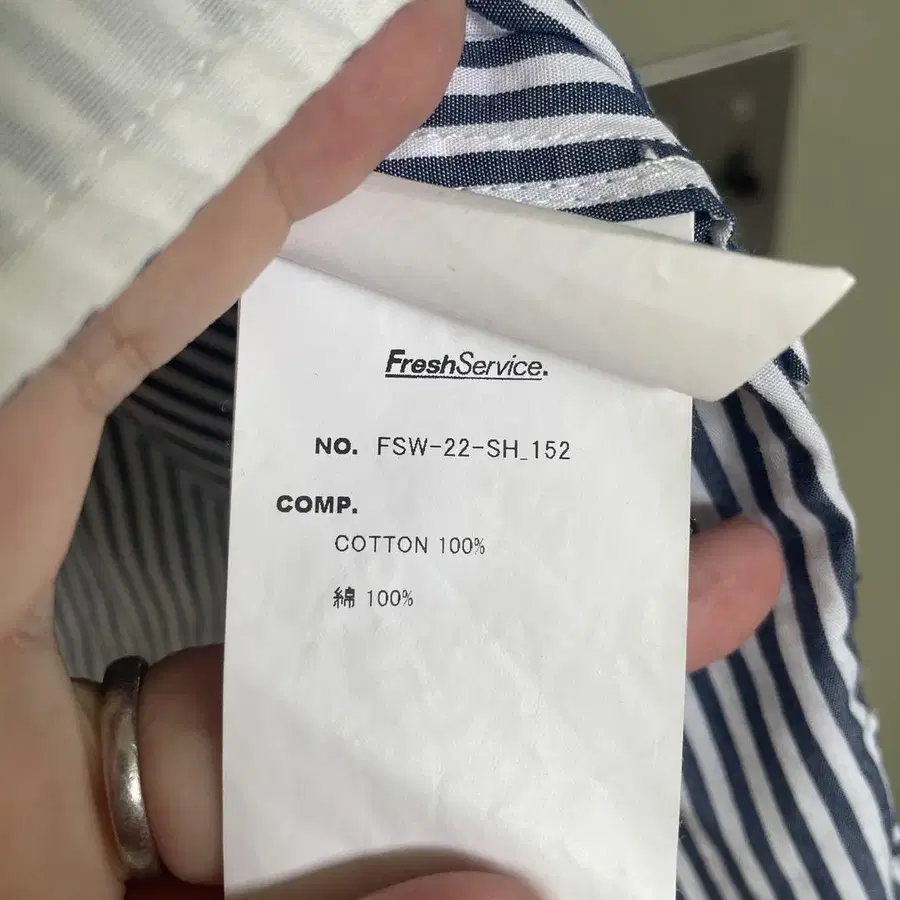 FreshService.
NO. FSW-22-SH_152
COMP.
COTTON 100%
綿 100%